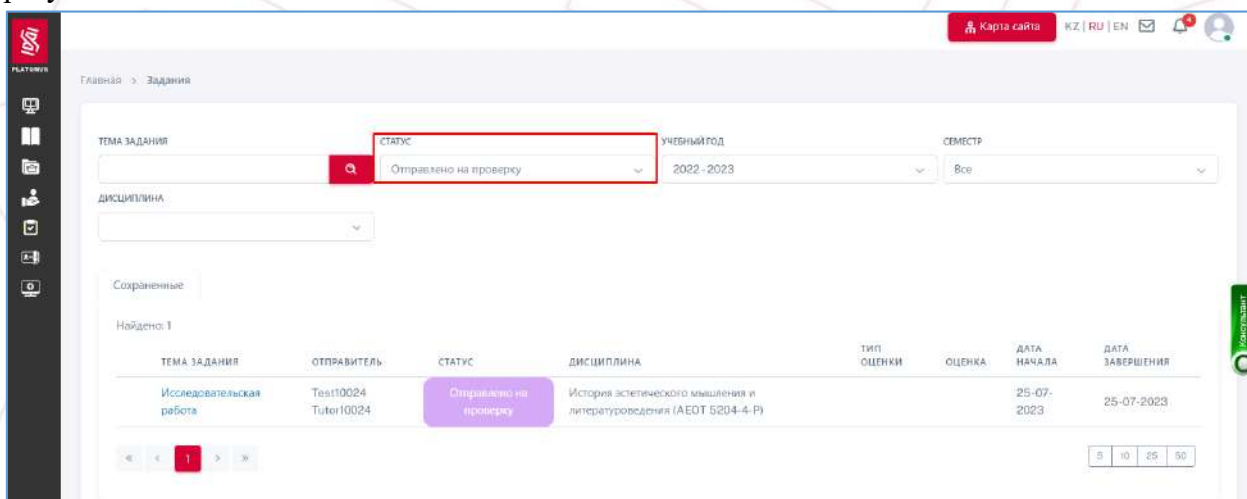 Карта сайта KZ | RU | EN 4
PLATONUS
Главная > Задания
ТЕМА ЗАДАНИЯ СТАТУС УЧЕБНЫЙ ГОД СЕМЕСТР
Отправлено на проверку 2022-2023 Все
ДИСЦИПЛИНА
Сохраненные
Консультант
Найдено: 1
ТЕМА ЗАДАНИЯ ОТПРАВИТЕЛЬ СТАТУС ДИСЦИПЛИНА ТИП ОЦЕНКИ ОЦЕНКА ДАТА НАЧАЛА ДАТА ЗАВЕРШЕНИЯ
Исследовательская Test10024 Отправлено на История эстетического мышления и 25-07-
работа Tutor10024 проверку литературоведения (AEOT 5204-4-P) 2023 25-07-2023
« ‹ 1 › » 5 10 25 50